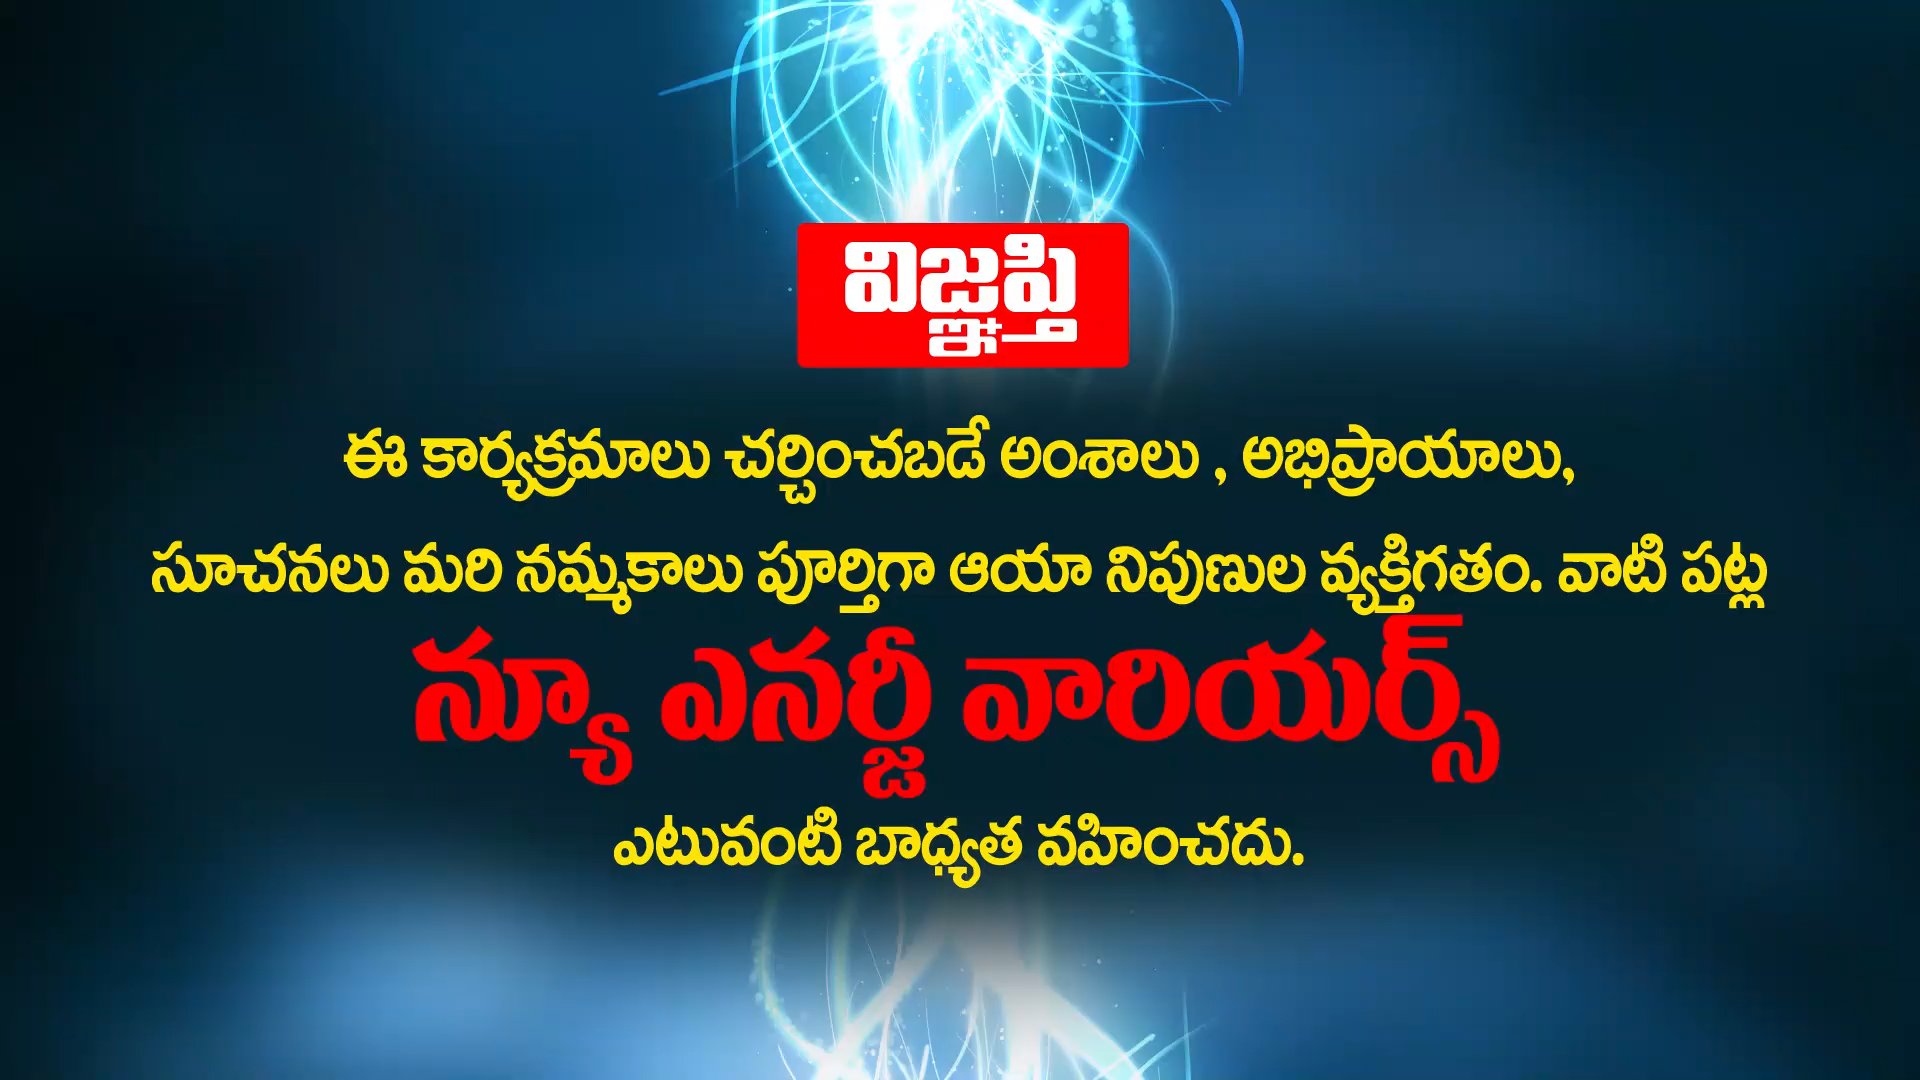 విజ్ఞప్తి
ఈ కార్యక్రమాలు చర్చించబడే అంశాలు , అభిప్రాయాలు,
సూచనలు మరి నమ్మకాలు పూర్తిగా ఆయా నిపుణుల వ్యక్తిగతం. వాటి పట్ల
న్యూ ఎనర్జీ వారియర్స్
ఎటువంటి బాధ్యత వహించదు.